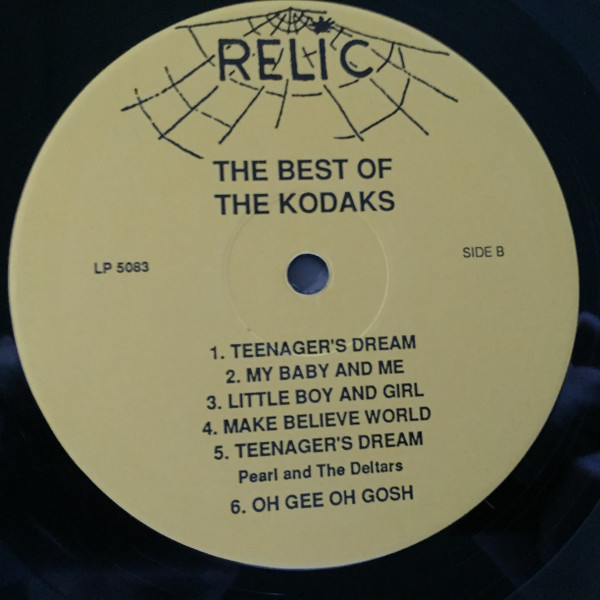 RELIC
THE BEST OF
THE KODAKS
LP 5083
SIDE B
1. TEENAGER'S DREAM
2. MY BABY AND ME
3. LITTLE BOY AND GIRL
4. MAKE BELIEVE WORLD
5. TEENAGER'S DREAM
Pearl and The Deltars
6. OH GEE OH GOSH